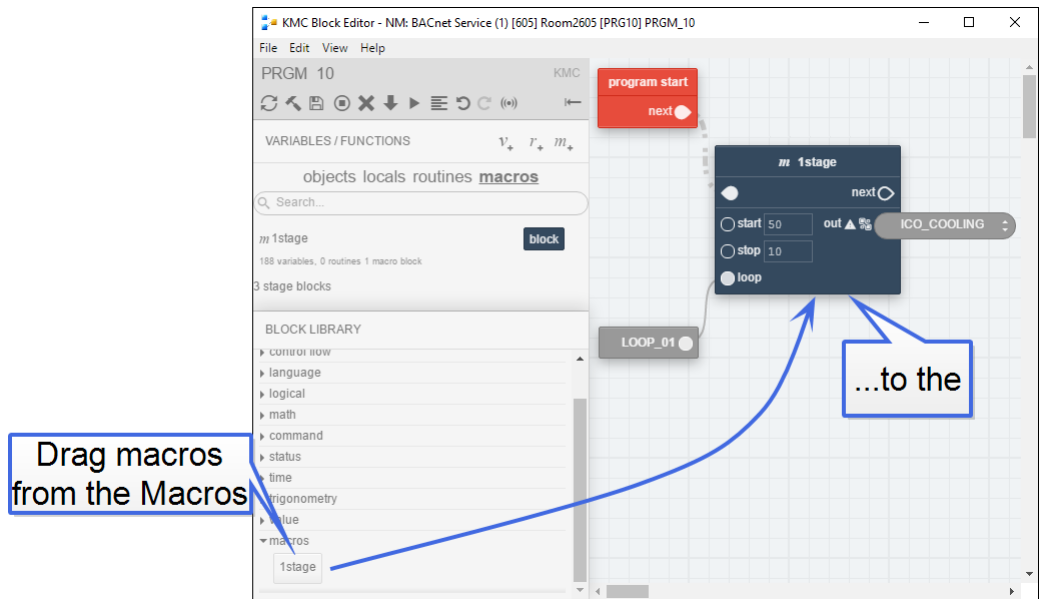 KMC Block Editor - NM: BACnet Service (1) [605] Room2605 [PRG10] PRGM_10
File Edit View Help
PRGM 10 KMC
VARIABLES / FUNCTIONS v+ r+ m+
objects locals routines macros
Search...
m 1stage block
188 variables, 0 routines 1 macro block
3 stage blocks
BLOCK LIBRARY
control flow
language
logical
math
command
status
time
trigonometry
value
macros
1stage
program start
next
m 1stage
next
start 50 out ICO_COOLING
stop 10
loop
LOOP_01
...to the
Drag macros
from the Macros